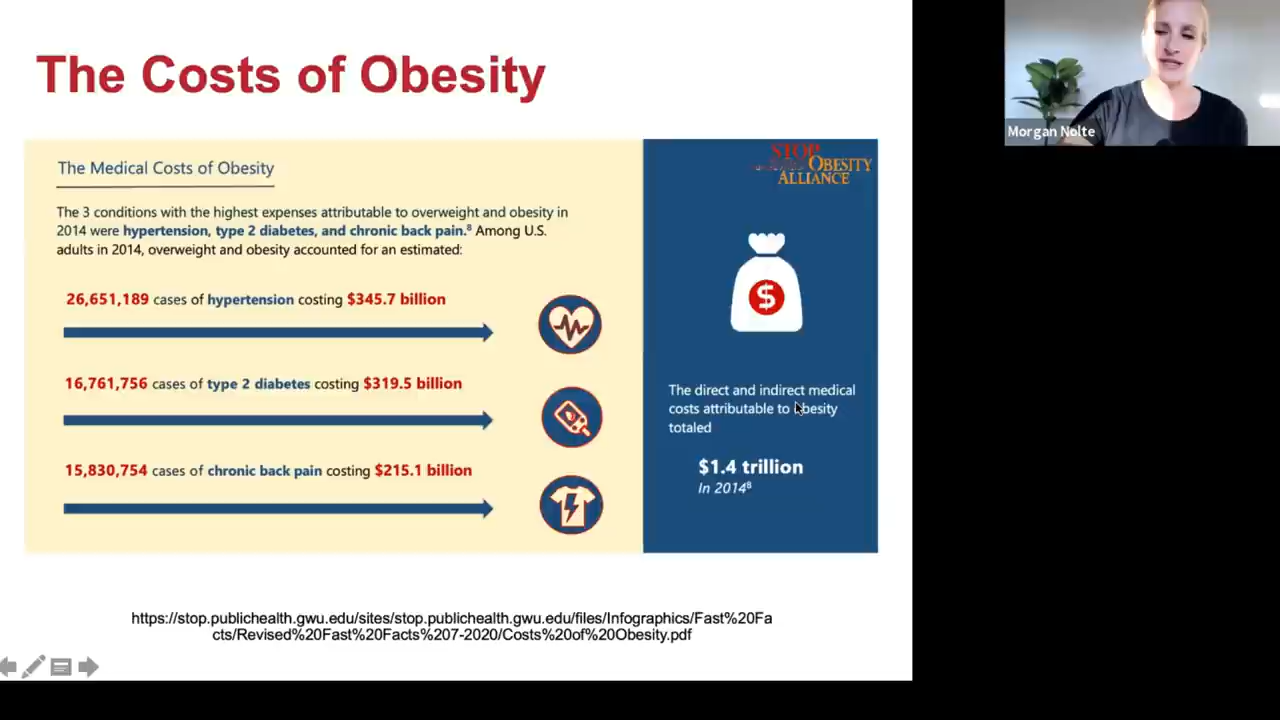 The Costs of Obesity
The Medical Costs of Obesity
The 3 conditions with the highest expenses attributable to overweight and obesity in
2014 were hypertension, type 2 diabetes, and chronic back pain.⁸ Among U.S.
adults in 2014, overweight and obesity accounted for an estimated:
26,651,189 cases of hypertension costing $345.7 billion
16,761,756 cases of type 2 diabetes costing $319.5 billion
15,830,754 cases of chronic back pain costing $215.1 billion
STOP
OBESITY
ALLIANCE
$
The direct and indirect medical
costs attributable to obesity
totaled
$1.4 trillion
In 2014⁸
https://stop.publichealth.gwu.edu/sites/stop.publichealth.gwu.edu/files/Infographics/Fast%20Fa
cts/Revised%20Fast%20Facts%207-2020/Costs%20of%20Obesity.pdf
Morgan Nolte